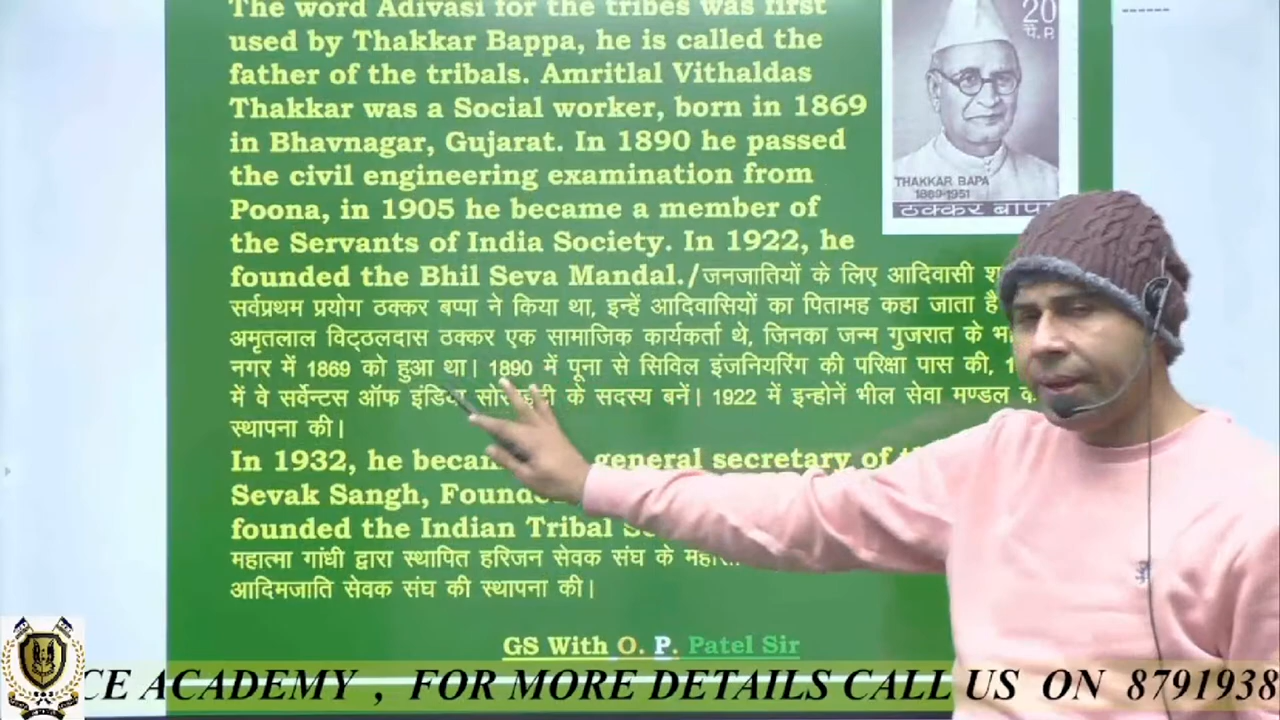 The word Adivasi for the tribes was first
used by Thakkar Bappa, he is called the
father of the tribals. Amritlal Vithaldas
Thakkar was a Social worker, born in 1869
in Bhavnagar, Gujarat. In 1890 he passed
the civil engineering examination from
Poona, in 1905 he became a member of
the Servants of India Society. In 1922, he
founded the Bhil Seva Mandal./जनजातियों के लिए आदिवासी
सर्वप्रथम प्रयोग ठक्कर बप्पा ने किया था, इन्हें आदिवासियों का पितामह कहा जाता है
अमृतलाल विट्ठलदास ठक्कर एक सामाजिक कार्यकर्ता थे, जिनका जन्म गुजरात के
नगर में 1869 को हुआ था। 1890 में पूना से सिविल इंजनियरिंग की परिक्षा पास की,
में वे सर्वेन्टस ऑफ इंडिया के सदस्य बनें। 1922 में इन्होनें भील सेवा मण्डल
स्थापना की।
In 1932, he general secretary of
Sevak Sangh,
founded the Indian Tribal
महात्मा गांधी द्वारा स्थापित हरिजन सेवक संघ के
आदिमजाति सेवक संघ की स्थापना की।
GS With O. P. Patel Sir
20
पै.P.
THAKKAR BAPA
1869-1951
ठक्कर बापा
CE ACADEMY , FOR MORE DETAILS CALL US ON 8791938